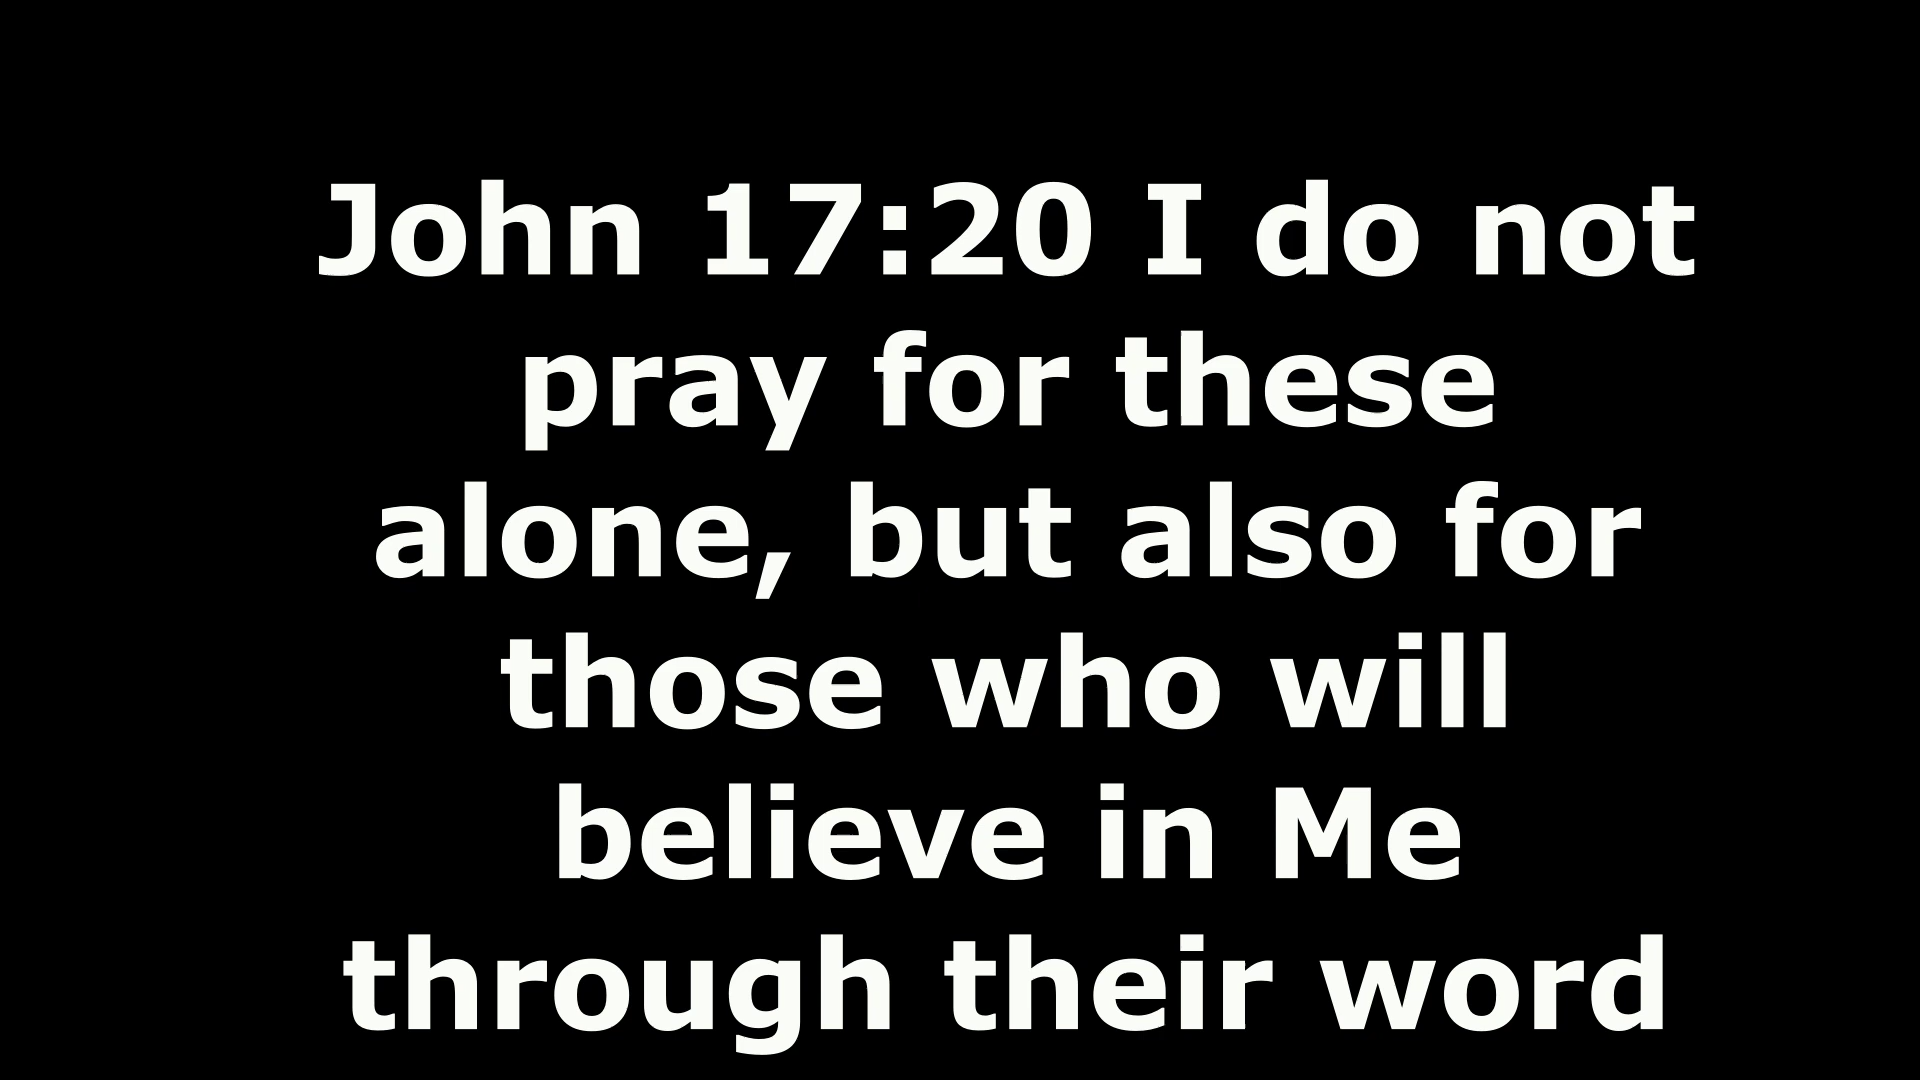 John 17:20 I do not
pray for these
alone, but also for
those who will
believe in Me
through their word